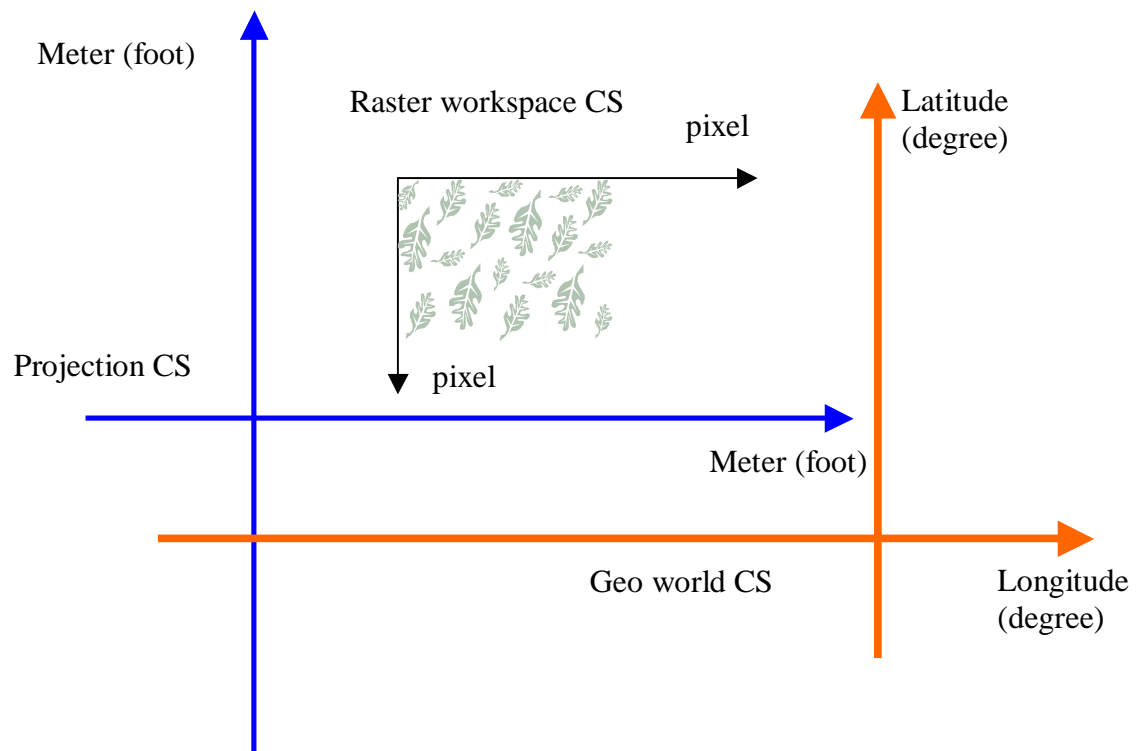 Meter (foot)
Raster workspace CS
pixel
Latitude
(degree)
Projection CS
pixel
Meter (foot)
Geo world CS
Longitude
(degree)